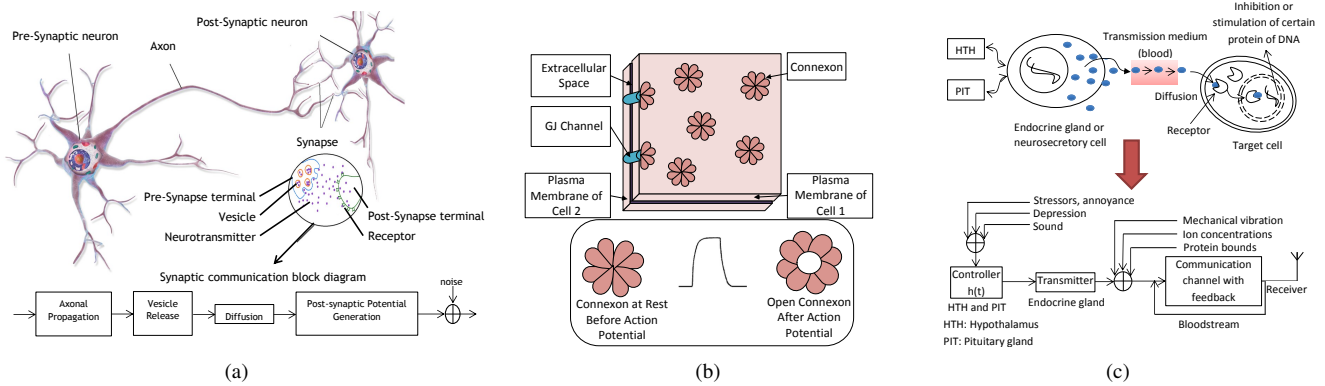 Pre-Synaptic neuron
Post-Synaptic neuron
Axon
Synapse
Pre-Synapse terminal
Vesicle
Neurotransmitter
Post-Synapse terminal
Receptor
Synaptic communication block diagram
noise
Axonal
Propagation
Vesicle
Release
Diffusion
Post-synaptic Potential
Generation
(a)
Extracellular
Space
Connexon
GJ Channel
Plasma
Membrane of
Cell 2
Plasma
Membrane of
Cell 1
Connexon at Rest
Before Action
Potential
Open Connexon
After Action
Potential
(b)
Inhibition or
stimulation of certain
protein of DNA
Transmission medium
(blood)
HTH
PIT
Diffusion
Receptor
Endocrine gland or
neurosecretory cell
Target cell
Stressors, annoyance
Depression
Sound
Mechanical vibration
Ion concentrations
Protein bounds
Controller
h(t)
Transmitter
Communication
channel with
feedback
Receiver
HTH and PIT
Endocrine gland
Bloodstream
HTH: Hypothalamus
PIT: Pituitary gland
(c)